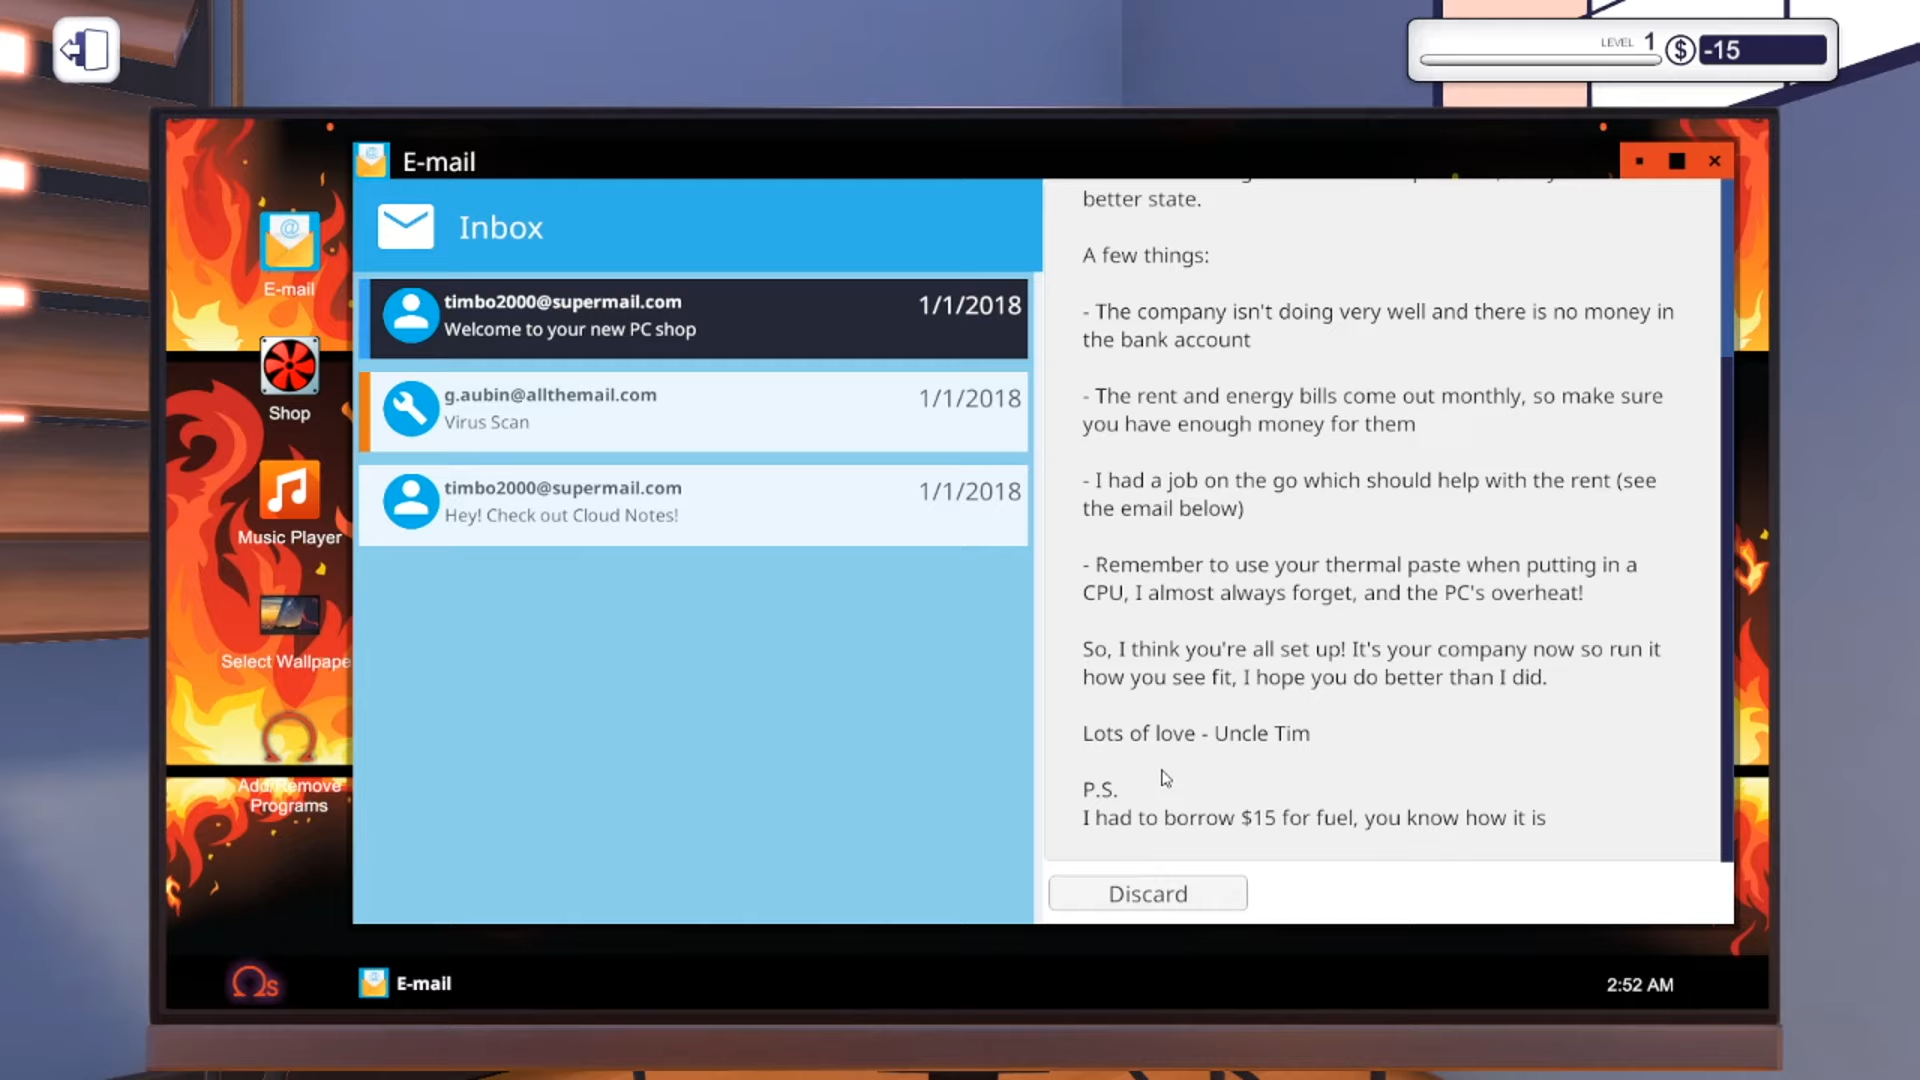 LEVEL 1 $ -15
E-mail
Inbox
timbo2000@supermail.com 1/1/2018
Welcome to your new PC shop
g.aubin@allthemail.com 1/1/2018
Virus Scan
timbo2000@supermail.com 1/1/2018
Hey! Check out Cloud Notes!
better state.
A few things:
- The company isn't doing very well and there is no money in
the bank account
- The rent and energy bills come out monthly, so make sure
you have enough money for them
- I had a job on the go which should help with the rent (see
the email below)
- Remember to use your thermal paste when putting in a
CPU, I almost always forget, and the PC's overheat!
So, I think you're all set up! It's your company now so run it
how you see fit, I hope you do better than I did.
Lots of love - Uncle Tim
P.S.
I had to borrow $15 for fuel, you know how it is
Discard
E-mail
Shop
Music Player
Select Wallpape
Add/Remove
Programs
Ωs
E-mail
2:52 AM